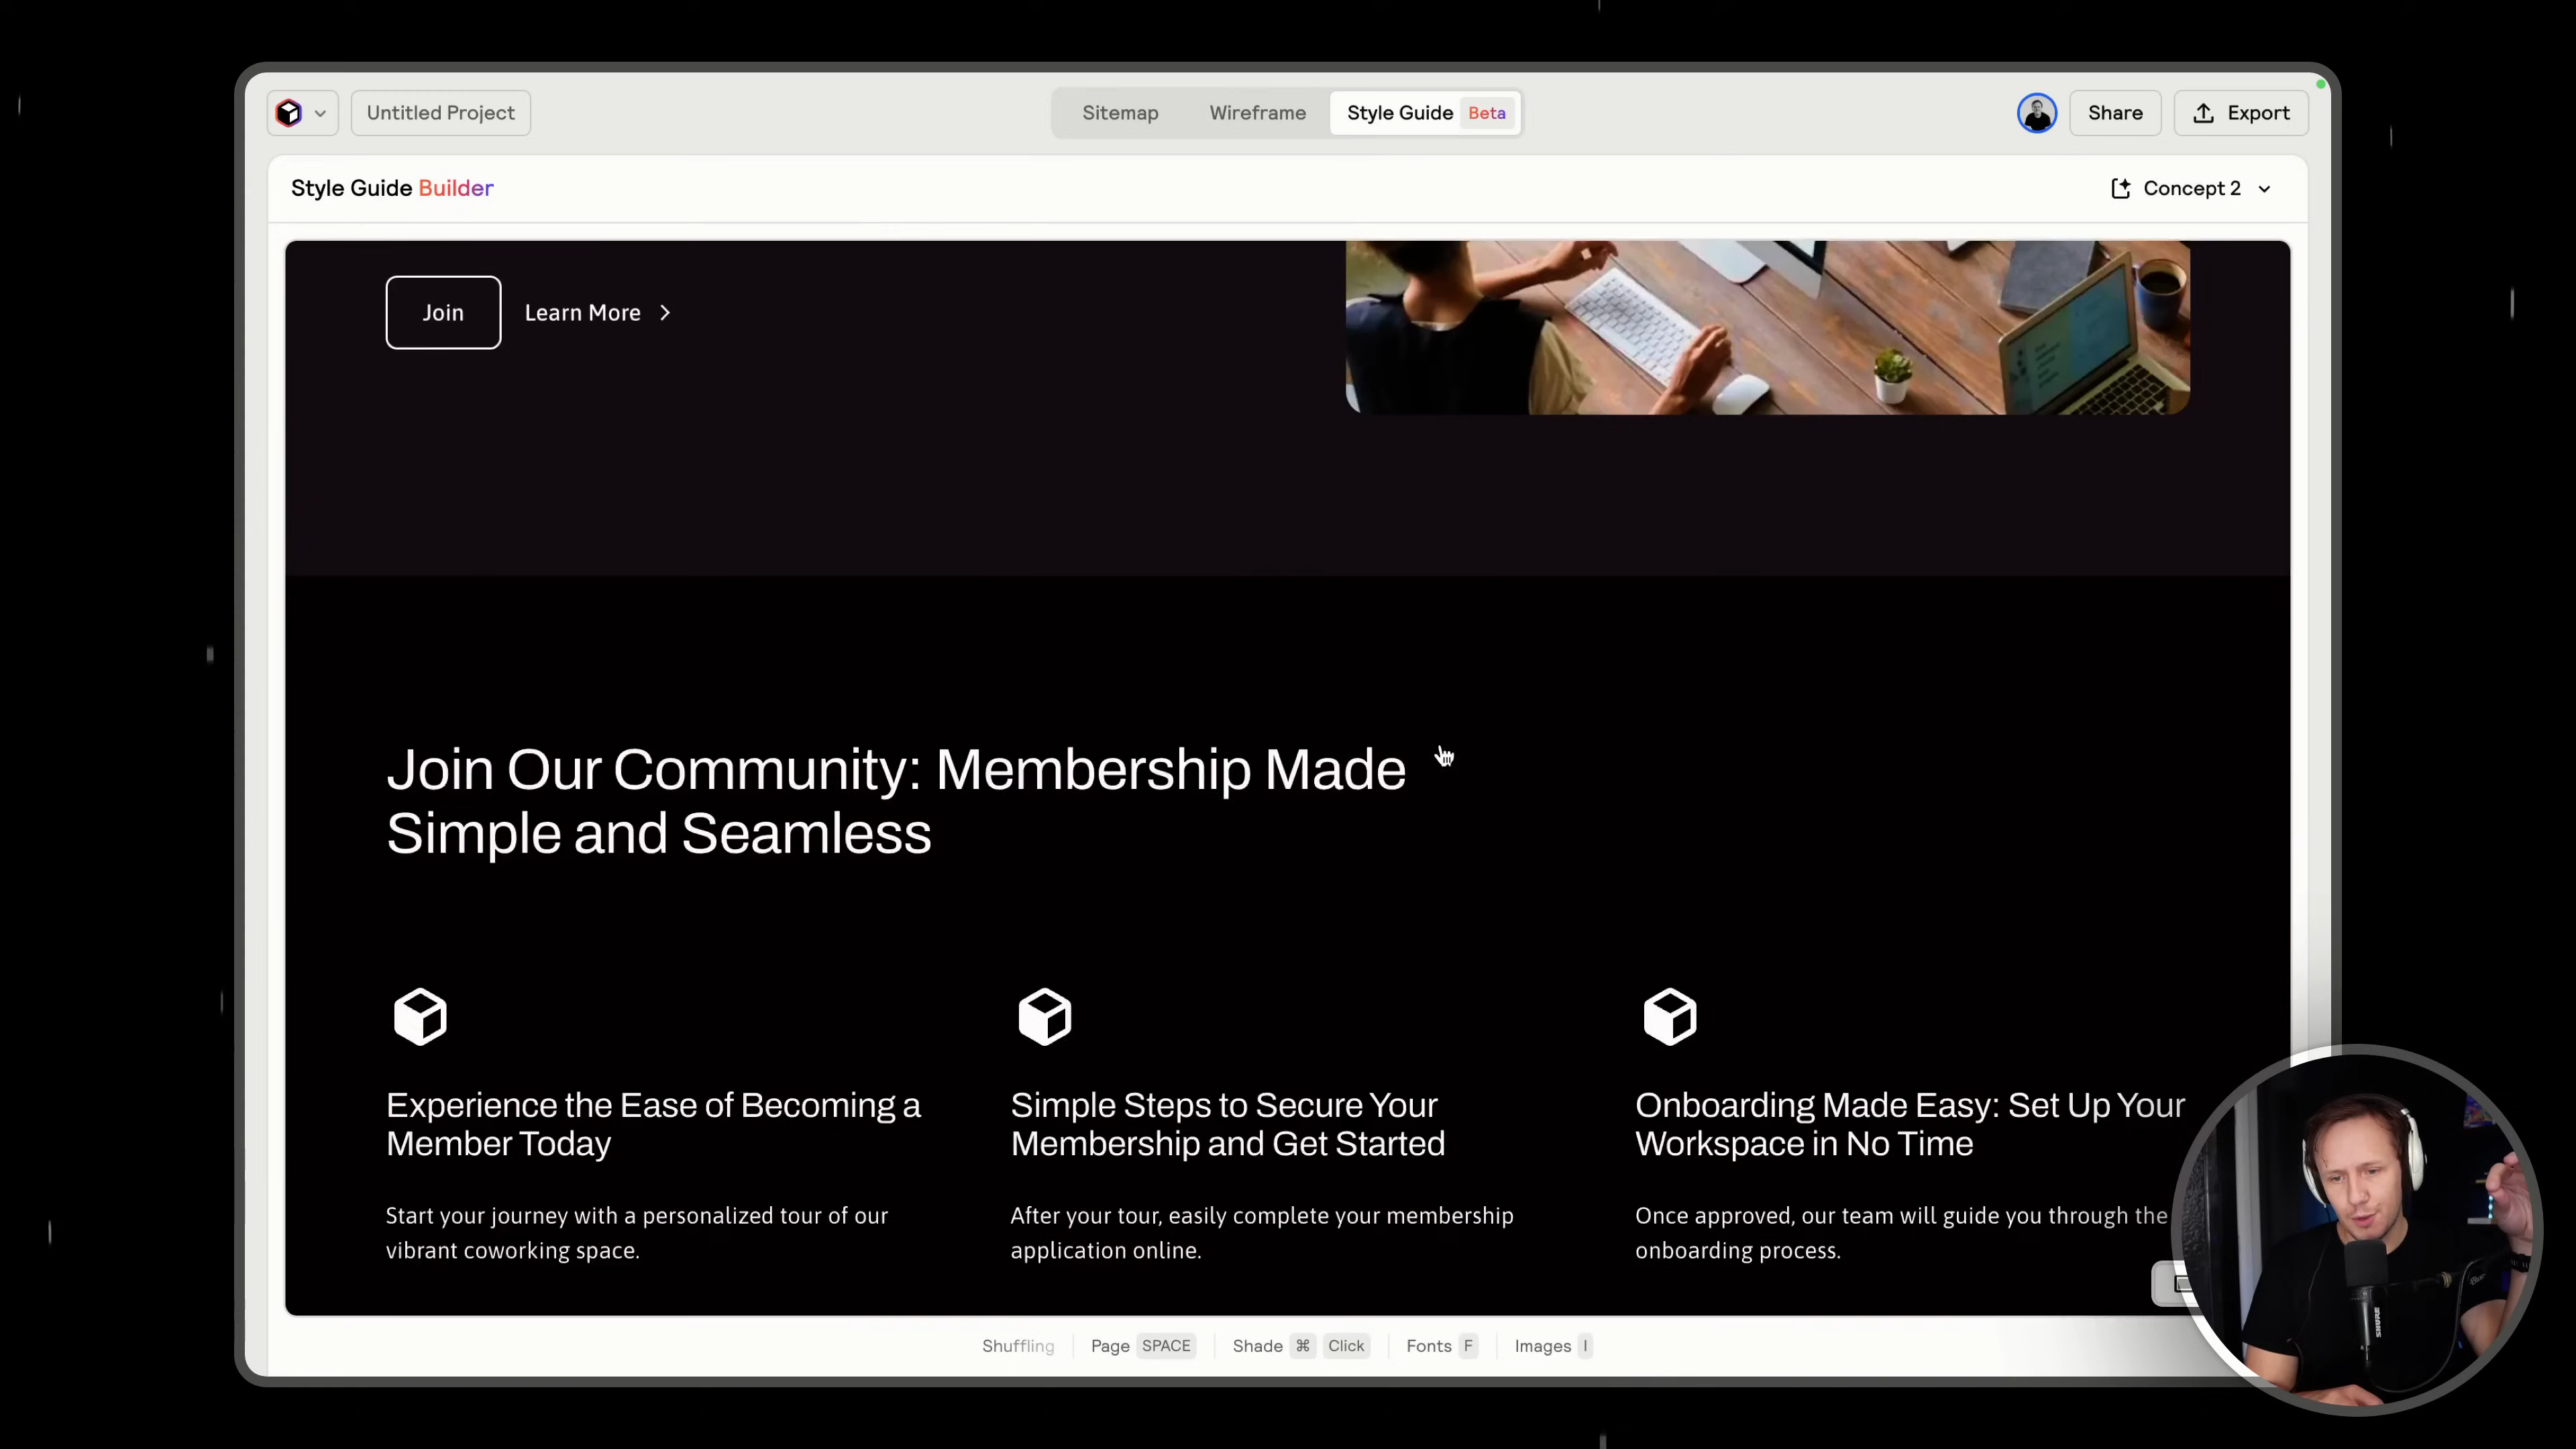 Untitled Project
Sitemap
Wireframe
Style Guide Beta
Share
Export
Style Guide Builder
Concept 2
Join
Learn More
Join Our Community: Membership Made
Simple and Seamless
Experience the Ease of Becoming a
Member Today
Start your journey with a personalized tour of our
vibrant coworking space.
Simple Steps to Secure Your
Membership and Get Started
After your tour, easily complete your membership
application online.
Onboarding Made Easy: Set Up Your
Workspace in No Time
Once approved, our team will guide you through the
onboarding process.
Shuffling
Page SPACE
Shade ⌘ Click
Fonts F
Images I
SHURE